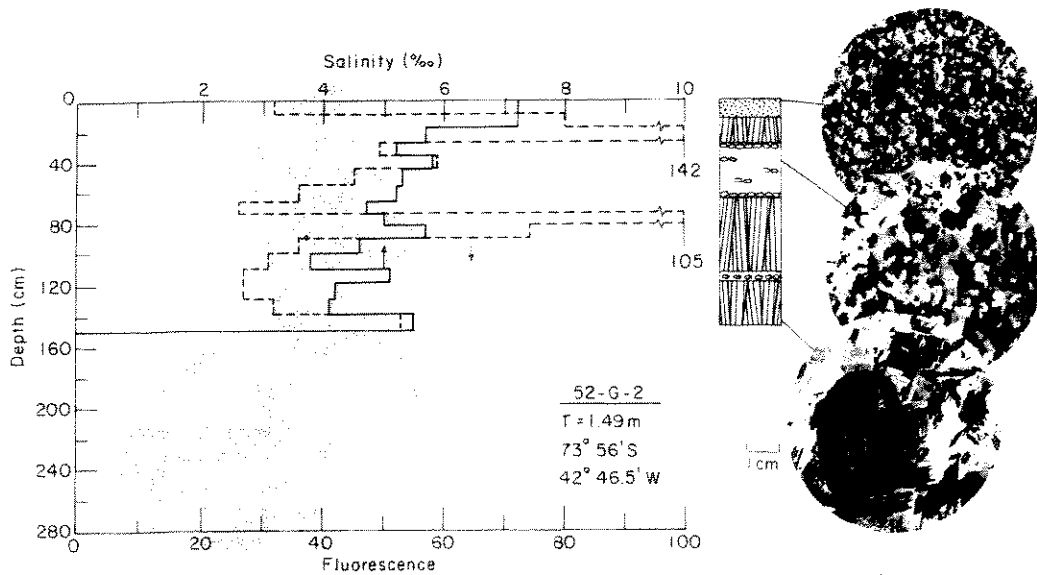 Salinity (‰)
2 4 6 8 10
0
40
80
120
160
200
240
280
Depth (cm)
142
105
52-G-2
T = 1.49 m
73° 56' S
42° 46.5' W
1 cm
0 20 40 60 80 100
Fluorescence